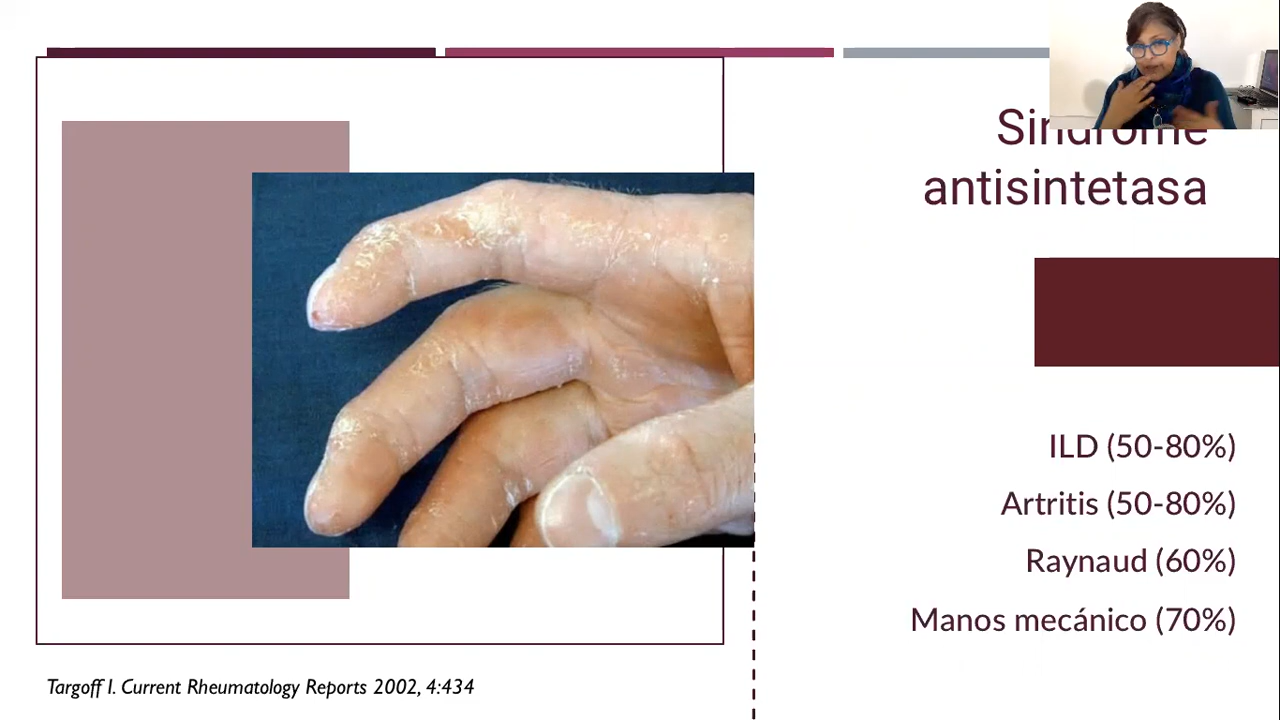 Síndrome
antisintetasa
ILD (50-80%)
Artritis (50-80%)
Raynaud (60%)
Manos mecánico (70%)
Targoff I. Current Rheumatology Reports 2002, 4:434